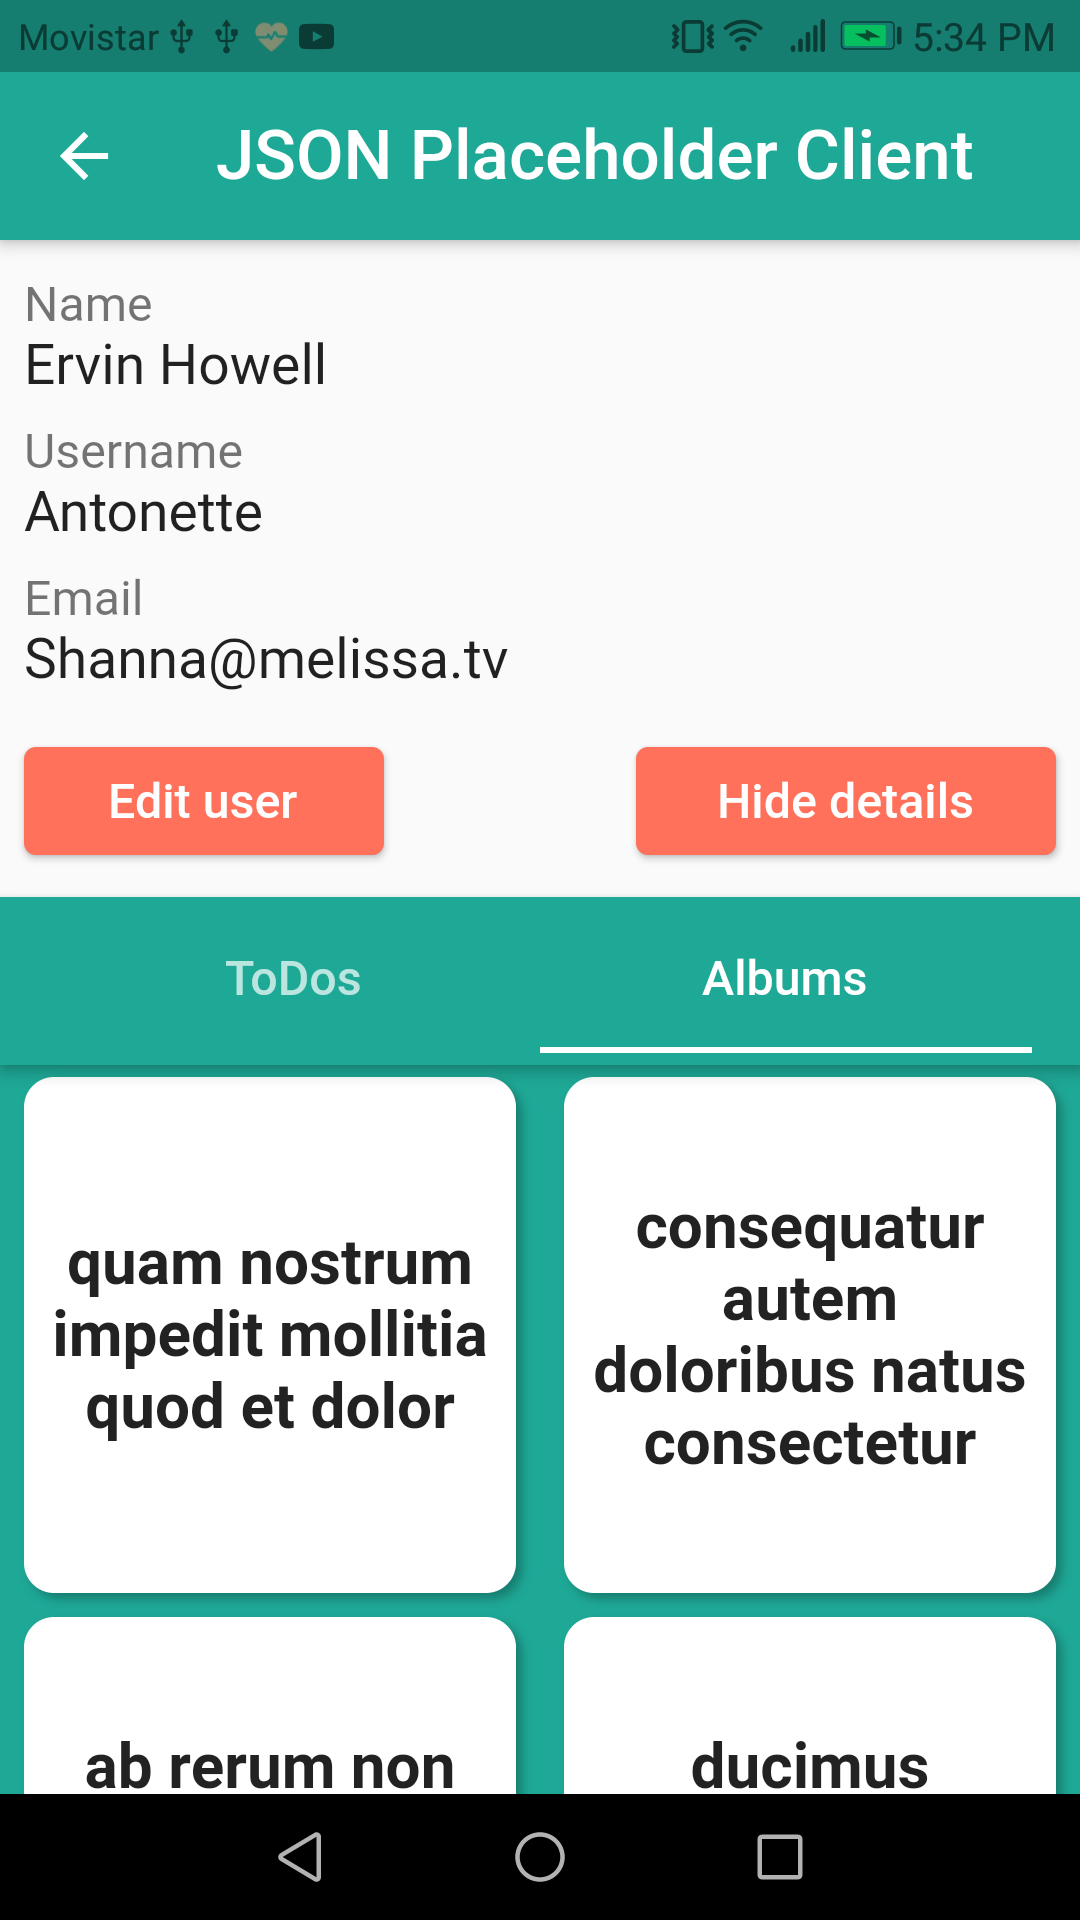 Movistar 5:34 PM
JSON Placeholder Client
Name
Ervin Howell
Username
Antonette
Email
Shanna@melissa.tv
Edit user Hide details
ToDos Albums
quam nostrum
impedit mollitia
quod et dolor
consequatur
autem
doloribus natus
consectetur
ab rerum non
ducimus